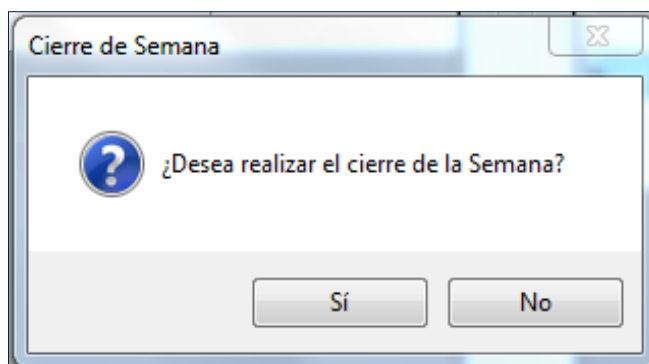 Cierre de Semana
¿Desea realizar el cierre de la Semana?
Sí
No